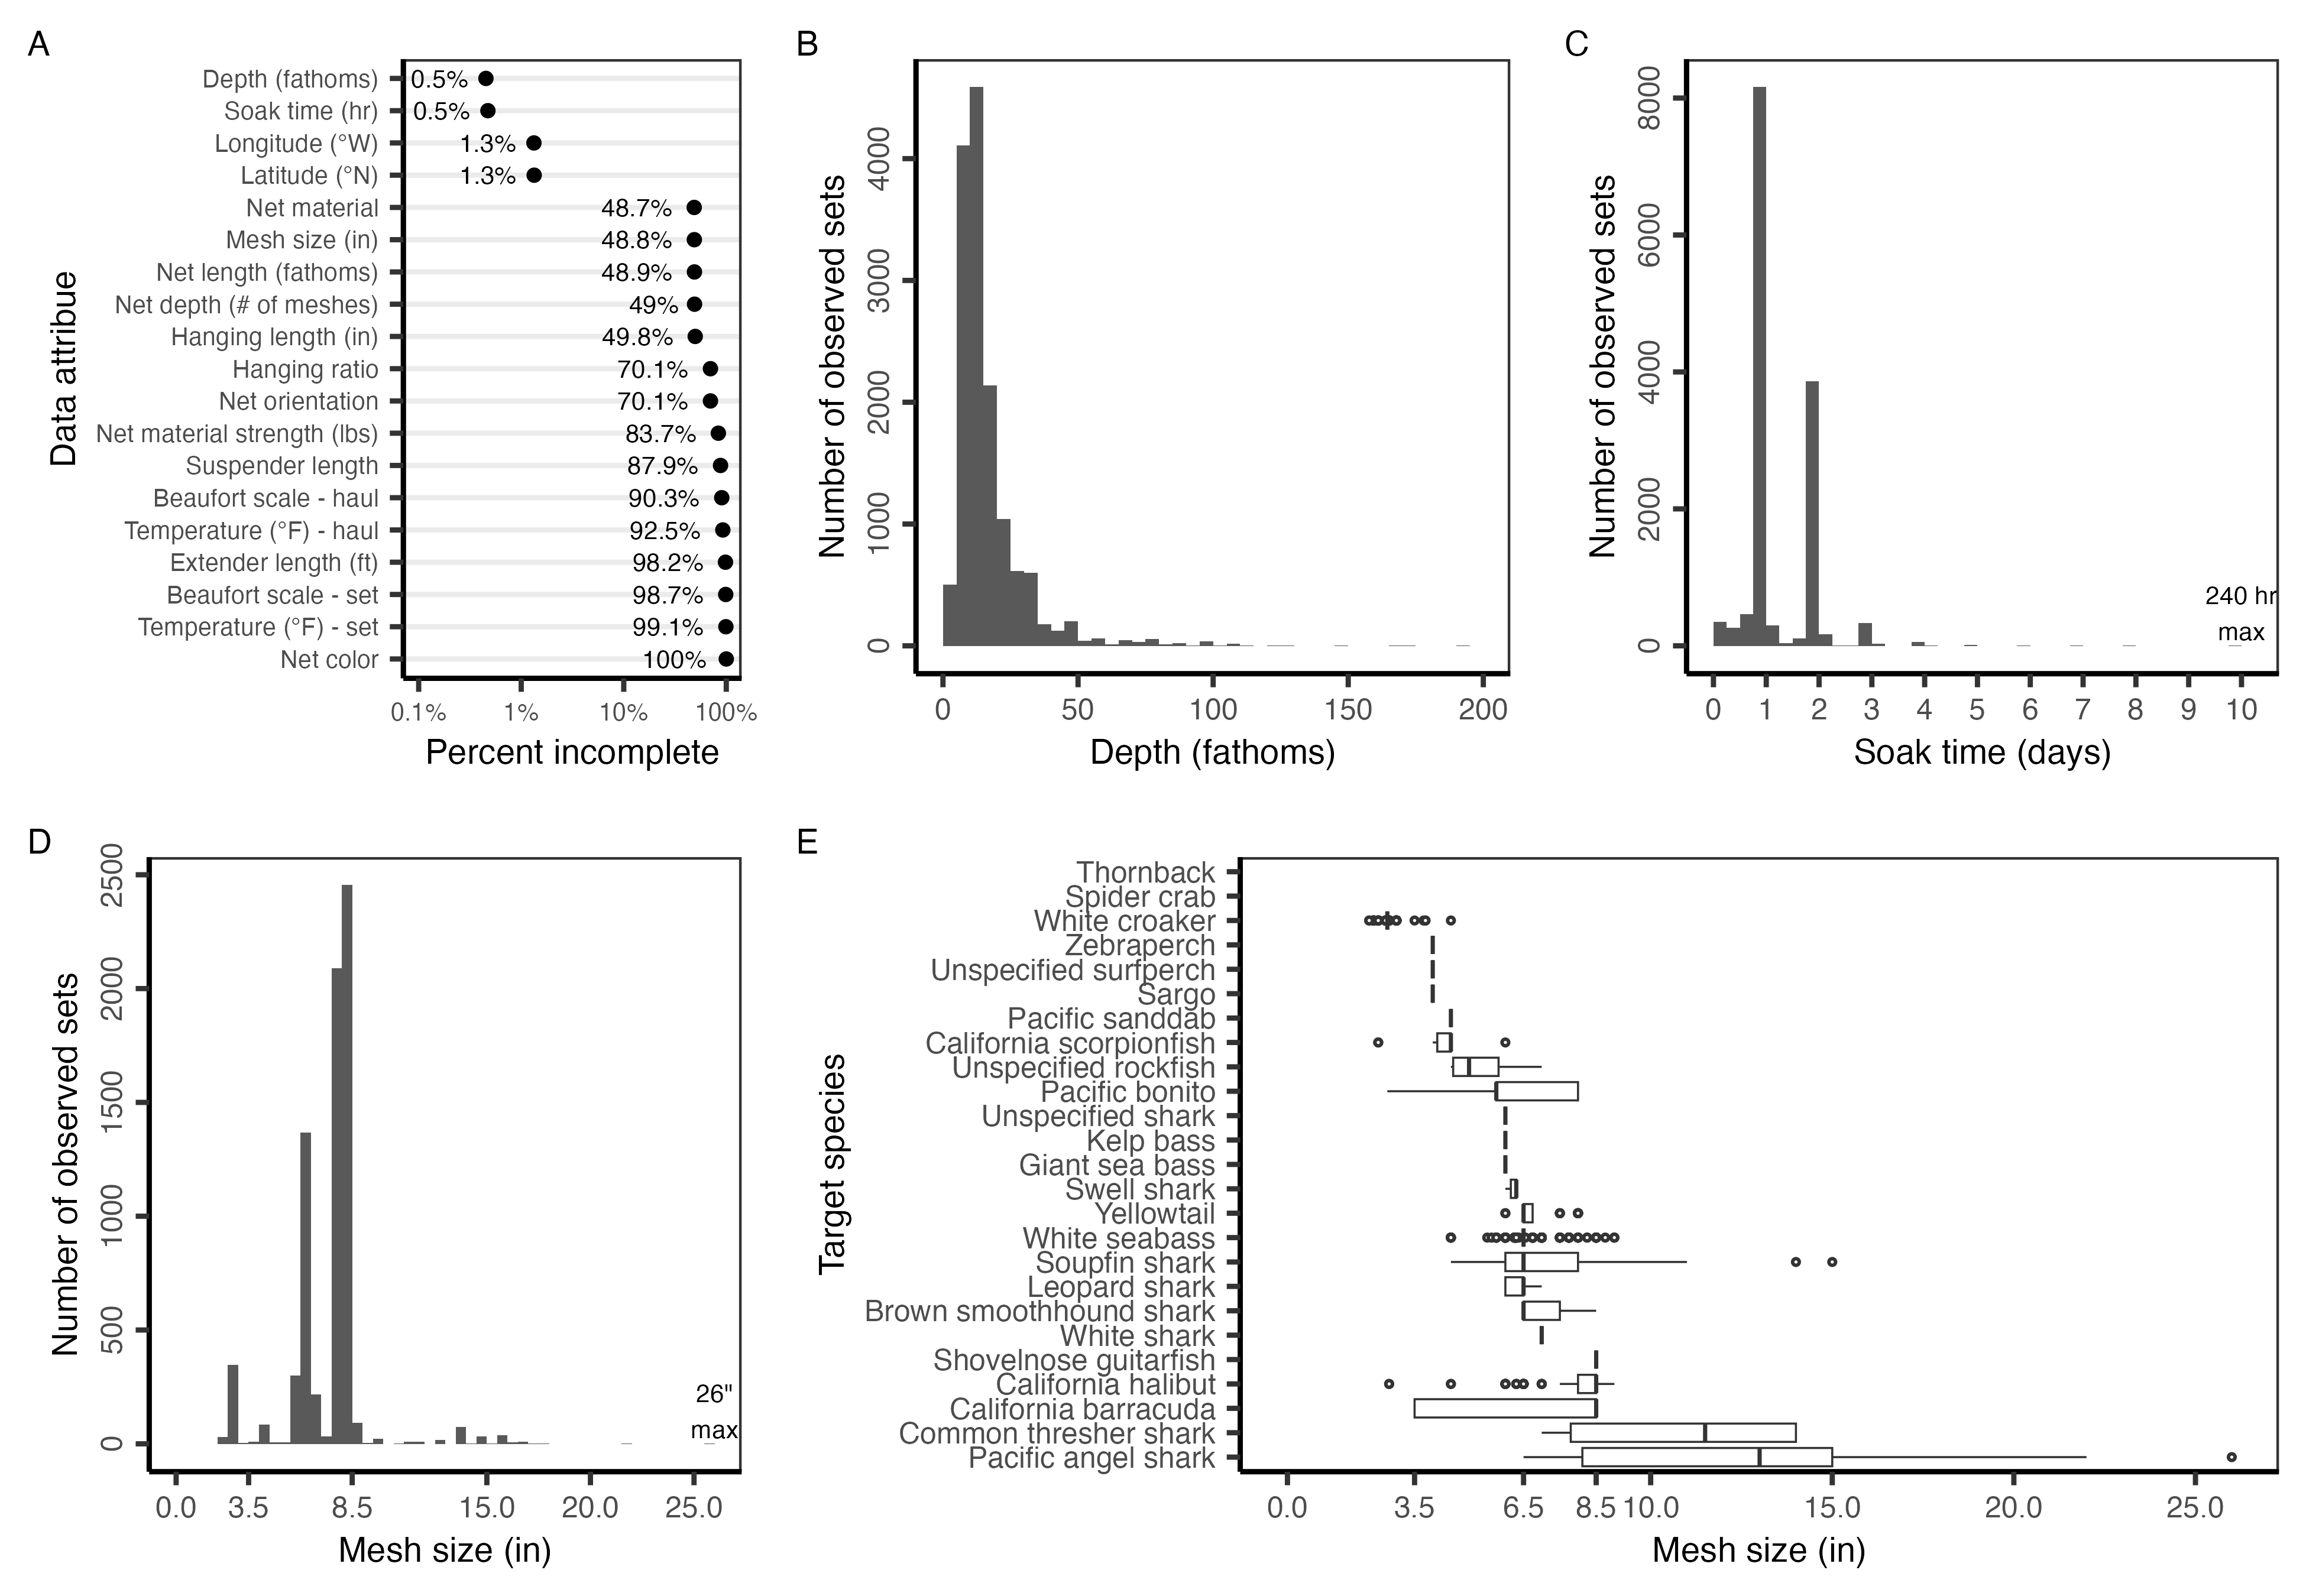 A
Data attribue
Depth (fathoms)
0.5%
Soak time (hr)
0.5%
Longitude (°W)
1.3%
Latitude (°N)
1.3%
Net material
48.7%
Mesh size (in)
48.8%
Net length (fathoms)
48.9%
Net depth (# of meshes)
49%
Hanging length (in)
49.8%
Hanging ratio
70.1%
Net orientation
70.1%
Net material strength (lbs)
83.7%
Suspender length
87.9%
Beaufort scale - haul
90.3%
Temperature (°F) - haul
92.5%
Extender length (ft)
98.2%
Beaufort scale - set
98.7%
Temperature (°F) - set
99.1%
Net color
100%
0.1% 1% 10% 100%
Percent incomplete
B
Number of observed sets
4000
3000
2000
1000
0
0 50 100 150 200
Depth (fathoms)
C
Number of observed sets
8000
6000
4000
2000
0
240 hr
max
0 1 2 3 4 5 6 7 8 9 10
Soak time (days)
D
Number of observed sets
2500
2000
1500
1000
500
0
26"
max
0.0 3.5 8.5 15.0 20.0 25.0
Mesh size (in)
E
Target species
Thornback
Spider crab
White croaker
Zebraperch
Unspecified surfperch
Sargo
Pacific sanddab
California scorpionfish
Unspecified rockfish
Pacific bonito
Unspecified shark
Kelp bass
Giant sea bass
Swell shark
Yellowtail
White seabass
Soupfin shark
Leopard shark
Brown smoothhound shark
White shark
Shovelnose guitarfish
California halibut
California barracuda
Common thresher shark
Pacific angel shark
0.0 3.5 6.5 8.5 10.0 15.0 20.0 25.0
Mesh size (in)